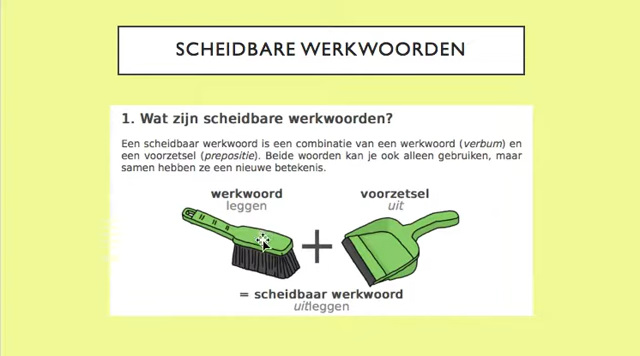 SCHEIDBARE WERKWOORDEN
1. Wat zijn scheidbare werkwoorden?
Een scheidbaar werkwoord is een combinatie van een werkwoord (verbum) en
een voorzetsel (prepositie). Beide woorden kan je ook alleen gebruiken, maar
samen hebben ze een nieuwe betekenis.
werkwoord voorzetsel
leggen uit
+
= scheidbaar werkwoord
uitleggen